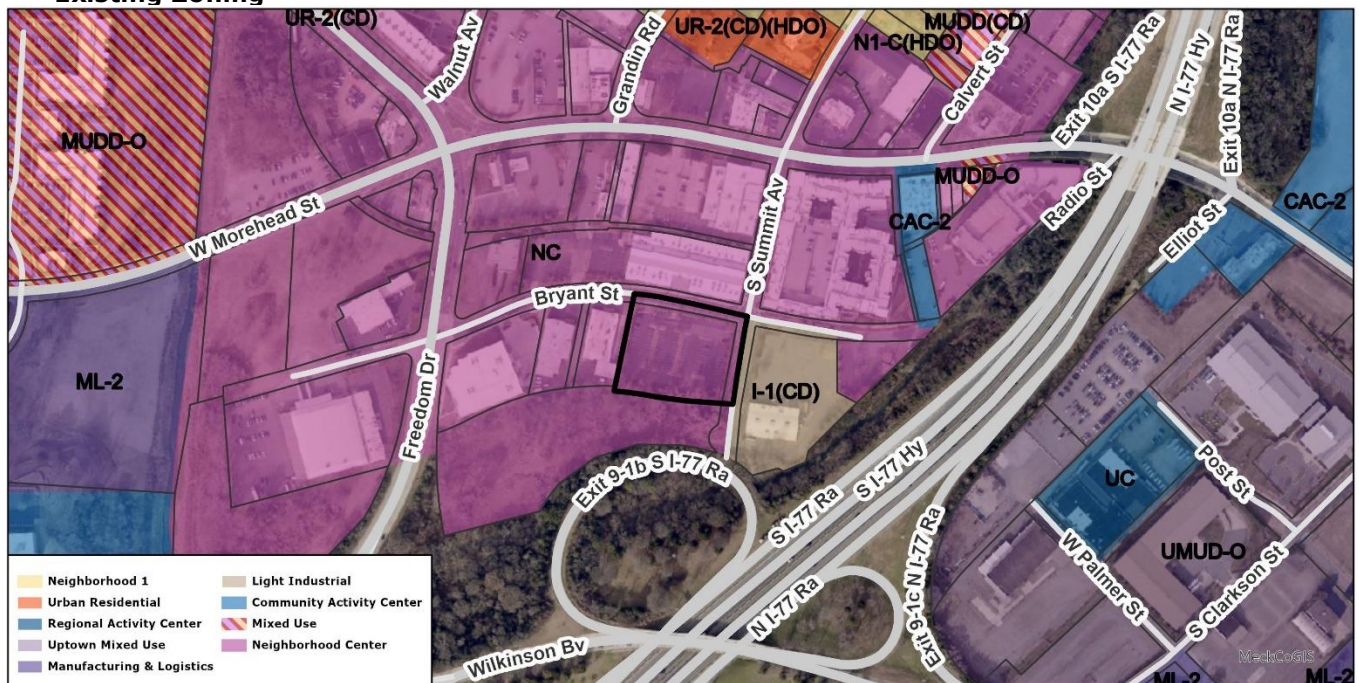 Existing Zoning
UR-2(CD)
Walnut Av
Grandin Rd
UR-2(CD)(HDO)
MUDD(CD)
N1-C(HDO)
Calvert St
Exit 10a S I-77 Ra
N I-77 Hy
Exit 10a N I-77 Ra
MUDD-O
W Morehead St
S Summit Av
MUDD-O
CAC-2
Radio St
CAC-2
Elliot St
NC
Bryant St
ML-2
Freedom Dr
I-1(CD)
Exit 9-1b S I-77 Ra
S I-77 Ra
S I-77 Hy
UC
Post St
UMUD-O
W Palmer St
S Clarkson St
N I-77 Ra
Exit 9-1c N I-77 Ra
Wilkinson Bv
MeckCoGIS
ML-2
ML-2
Neighborhood 1
Urban Residential
Regional Activity Center
Uptown Mixed Use
Manufacturing & Logistics
Light Industrial
Community Activity Center
Mixed Use
Neighborhood Center